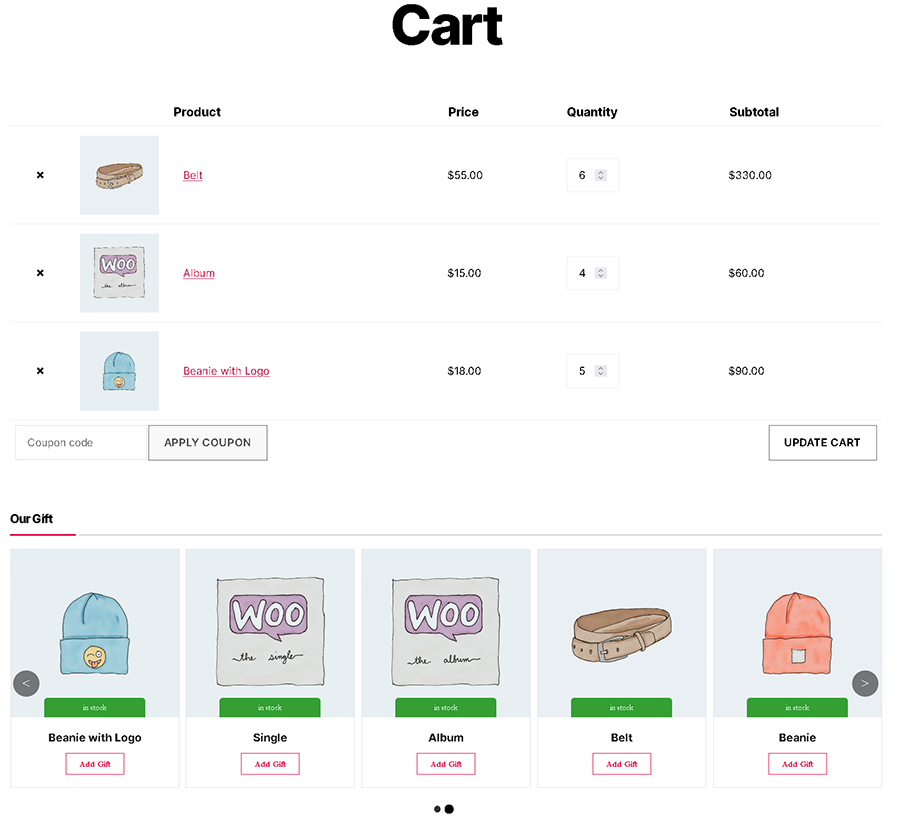 Cart
Product Price Quantity Subtotal
× Belt $55.00 6 $330.00
WOO
the album
× Album $15.00 4 $60.00
× Beanie with Logo $18.00 5 $90.00
Coupon code APPLY COUPON UPDATE CART
Our Gift
WOO WOO
the single the album
< >
in stock in stock in stock in stock in stock
Beanie with Logo Single Album Belt Beanie
Add Gift Add Gift Add Gift Add Gift Add Gift